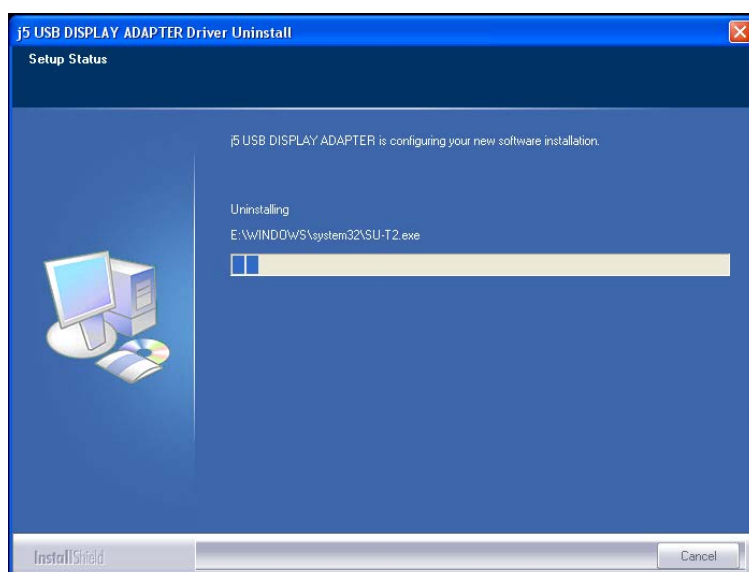 j5 USB DISPLAY ADAPTER Driver Uninstall
Setup Status
j5 USB DISPLAY ADAPTER is configuring your new software installation.
Uninstalling
E:\WINDOWS\system32\SU-T2.exe
InstallShield
Cancel